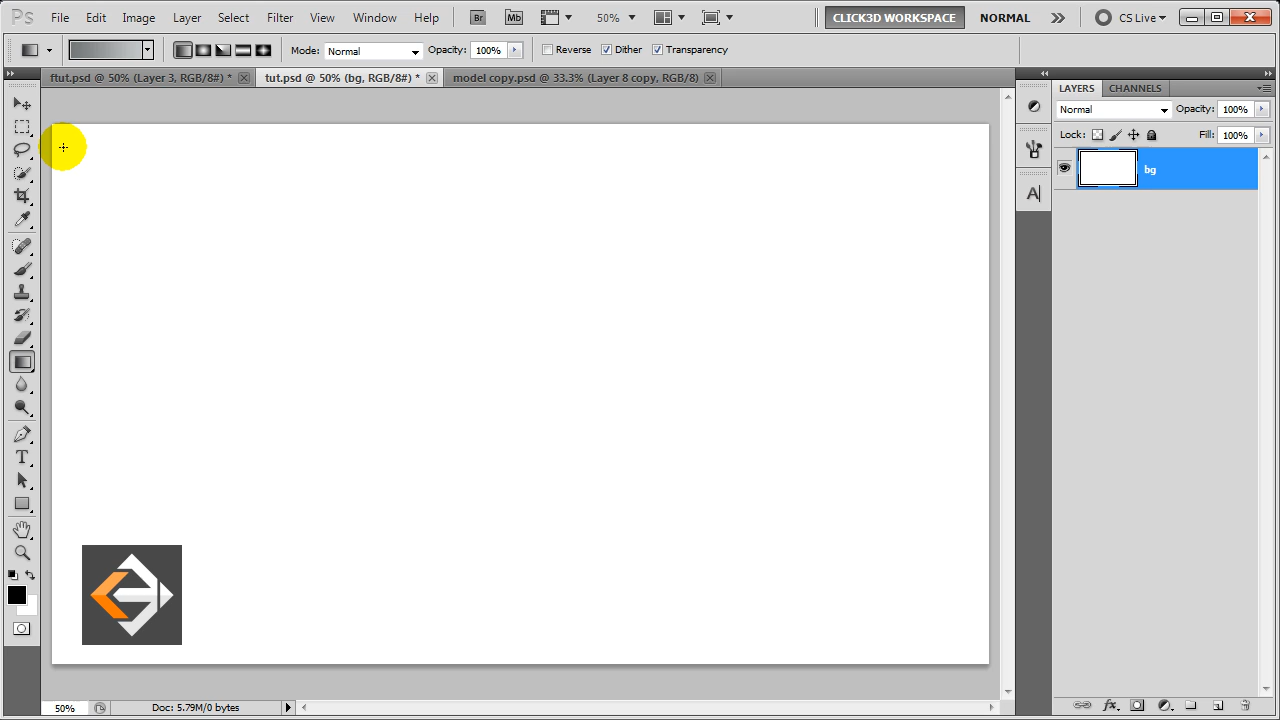 Ps File Edit Image Layer Select Filter View Window Help Br Mb 50% CLICK3D WORKSPACE NORMAL CS Live
Mode: Normal Opacity: 100% Reverse Dither Transparency
ftut.psd @ 50% (Layer 3, RGB/8#) * tut.psd @ 50% (bg, RGB/8#) * model copy.psd @ 33.3% (Layer 8 copy, RGB/8)
LAYERS CHANNELS
Normal Opacity: 100%
Lock: Fill: 100%
bg
A
T
fx
50% Doc: 5.79M/0 bytes